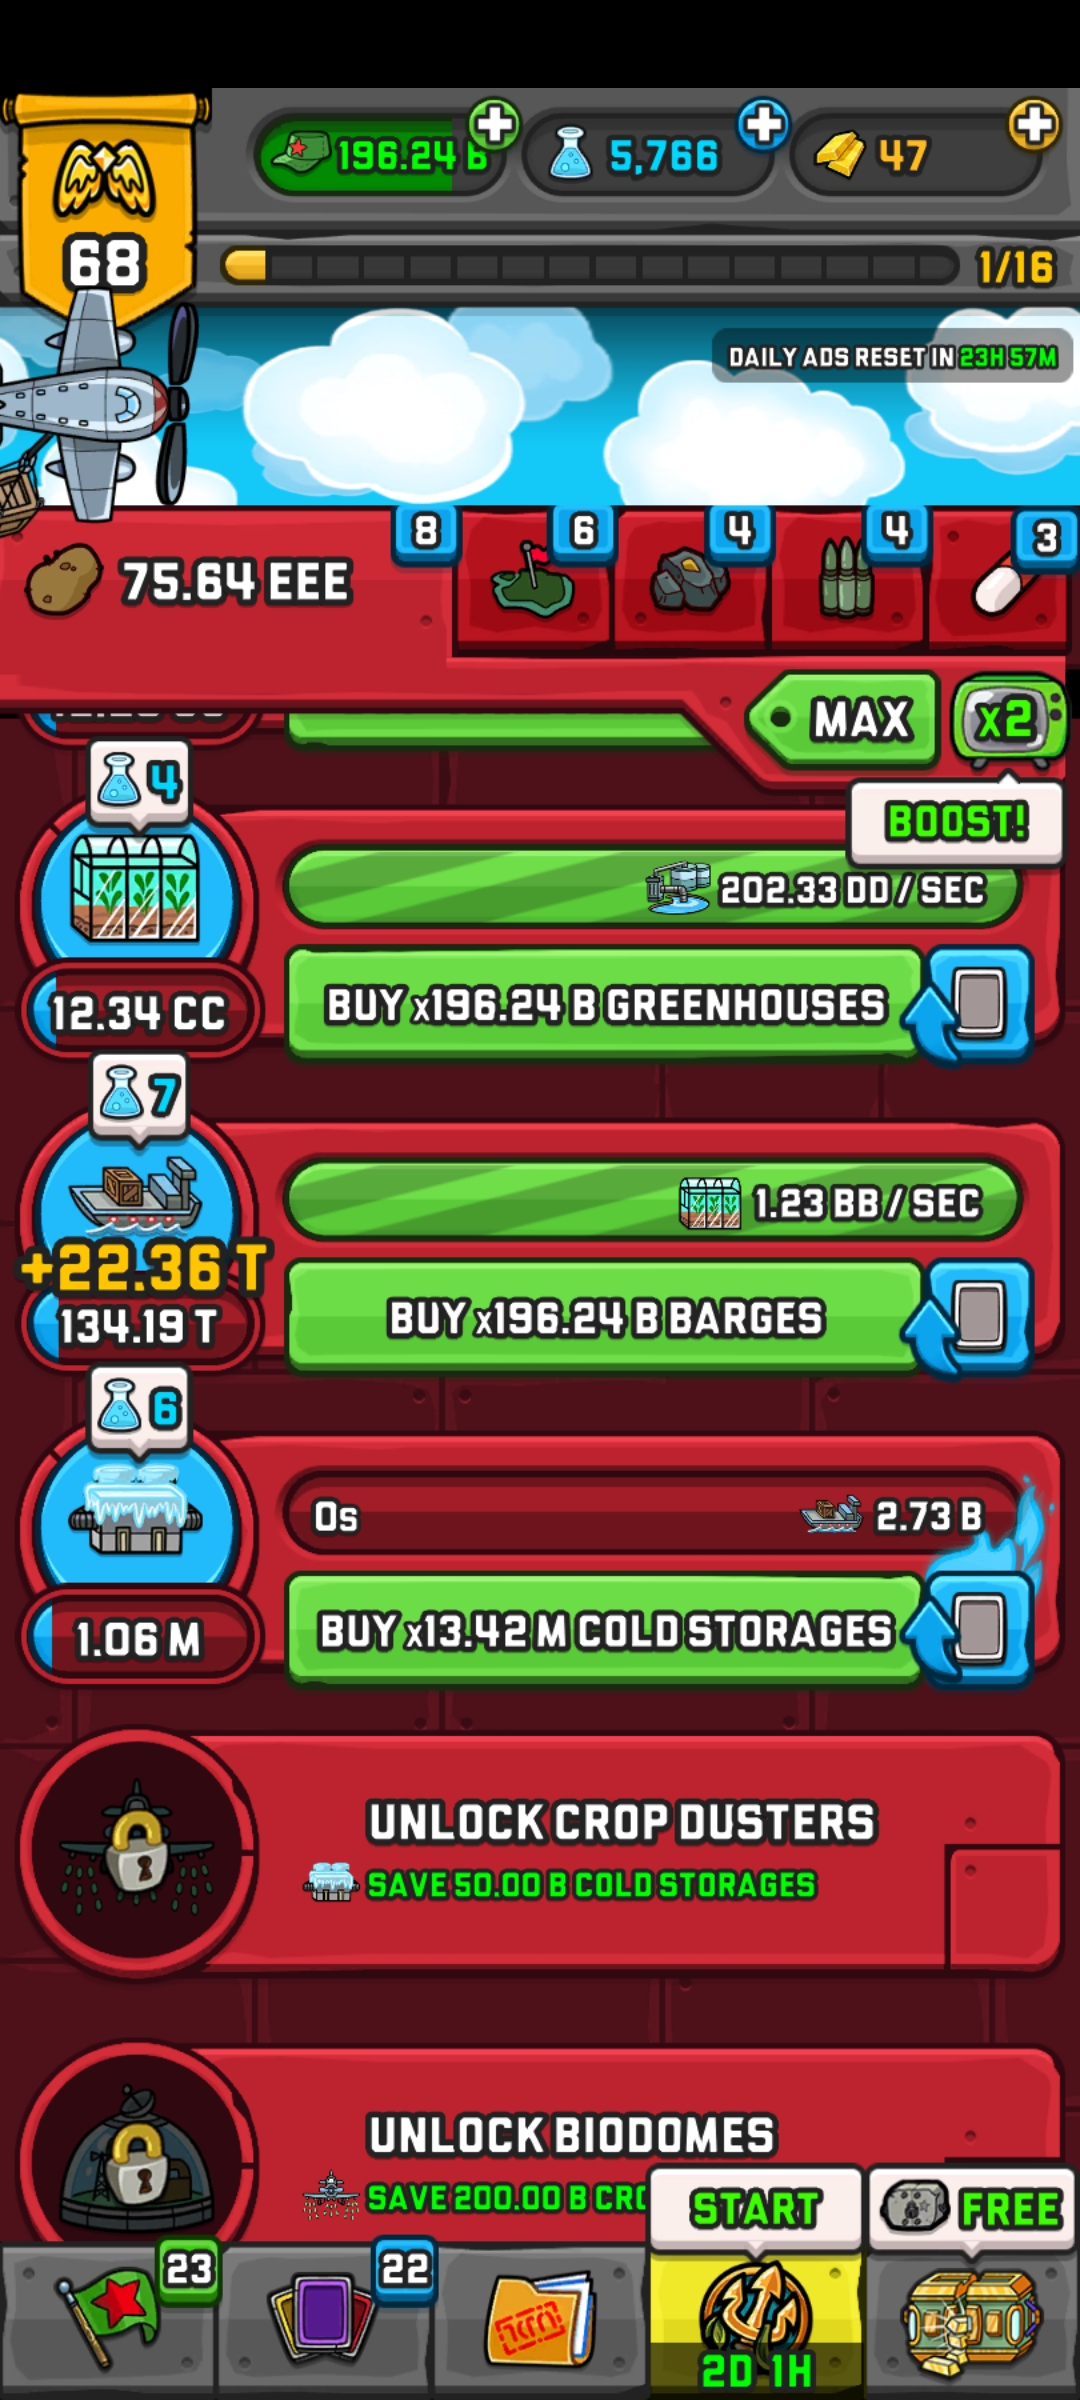 196.24 B
5,766
47
68
1/16
DAILY ADS RESET IN 23H 57M
8
6
4
4
3
75.64 EEE
MAX
x2
BOOST!
4
202.33 DD / SEC
12.34 CC
BUY x196.24 B GREENHOUSES
7
1.23 BB / SEC
+22.36 T
134.19 T
BUY x196.24 B BARGES
6
0s
2.73 B
1.06 M
BUY x13.42 M COLD STORAGES
UNLOCK CROP DUSTERS
SAVE 50.00 B COLD STORAGES
UNLOCK BIODOMES
SAVE 200.00 B
START
FREE
23
22
2D 1H